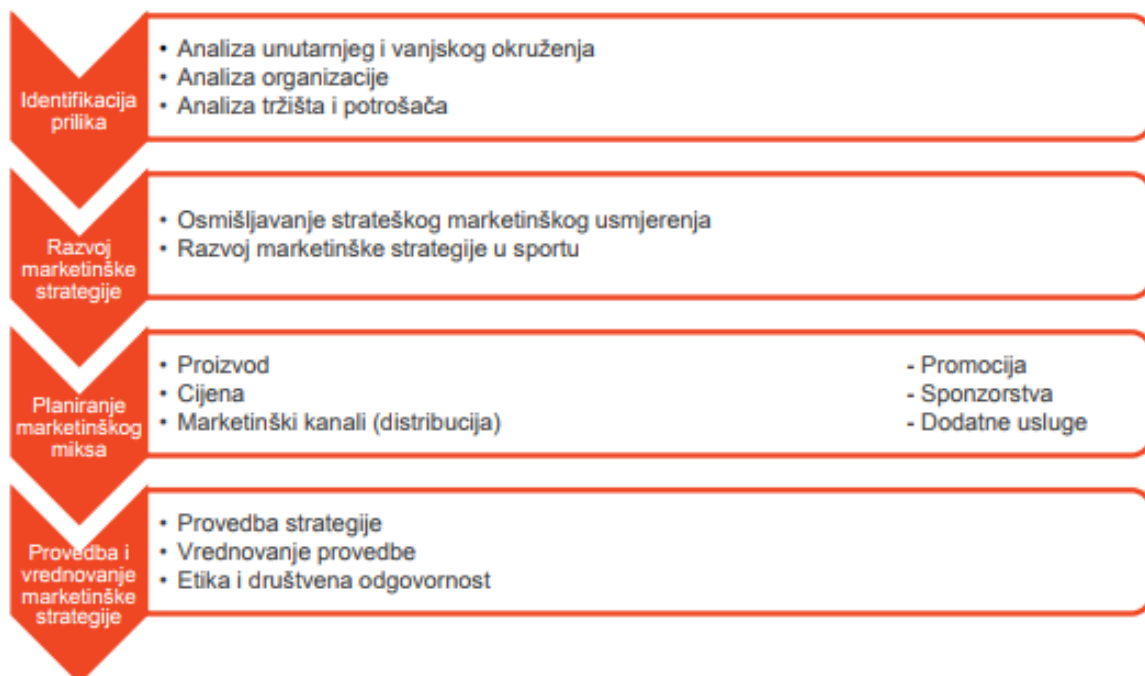 Identifikacija
prilika
• Analiza unutarnjeg i vanjskog okruženja
• Analiza organizacije
• Analiza tržišta i potrošača
Razvoj
marketinške
strategije
• Osmišljavanje strateškog marketinškog usmjerenja
• Razvoj marketinške strategije u sportu
Planiranje
marketinškog
miksa
• Proizvod
• Cijena
• Marketinški kanali (distribucija)
- Promocija
- Sponzorstva
- Dodatne usluge
Provedba i
vrednovanje
marketinške
strategije
• Provedba strategije
• Vrednovanje provedbe
• Etika i društvena odgovornost